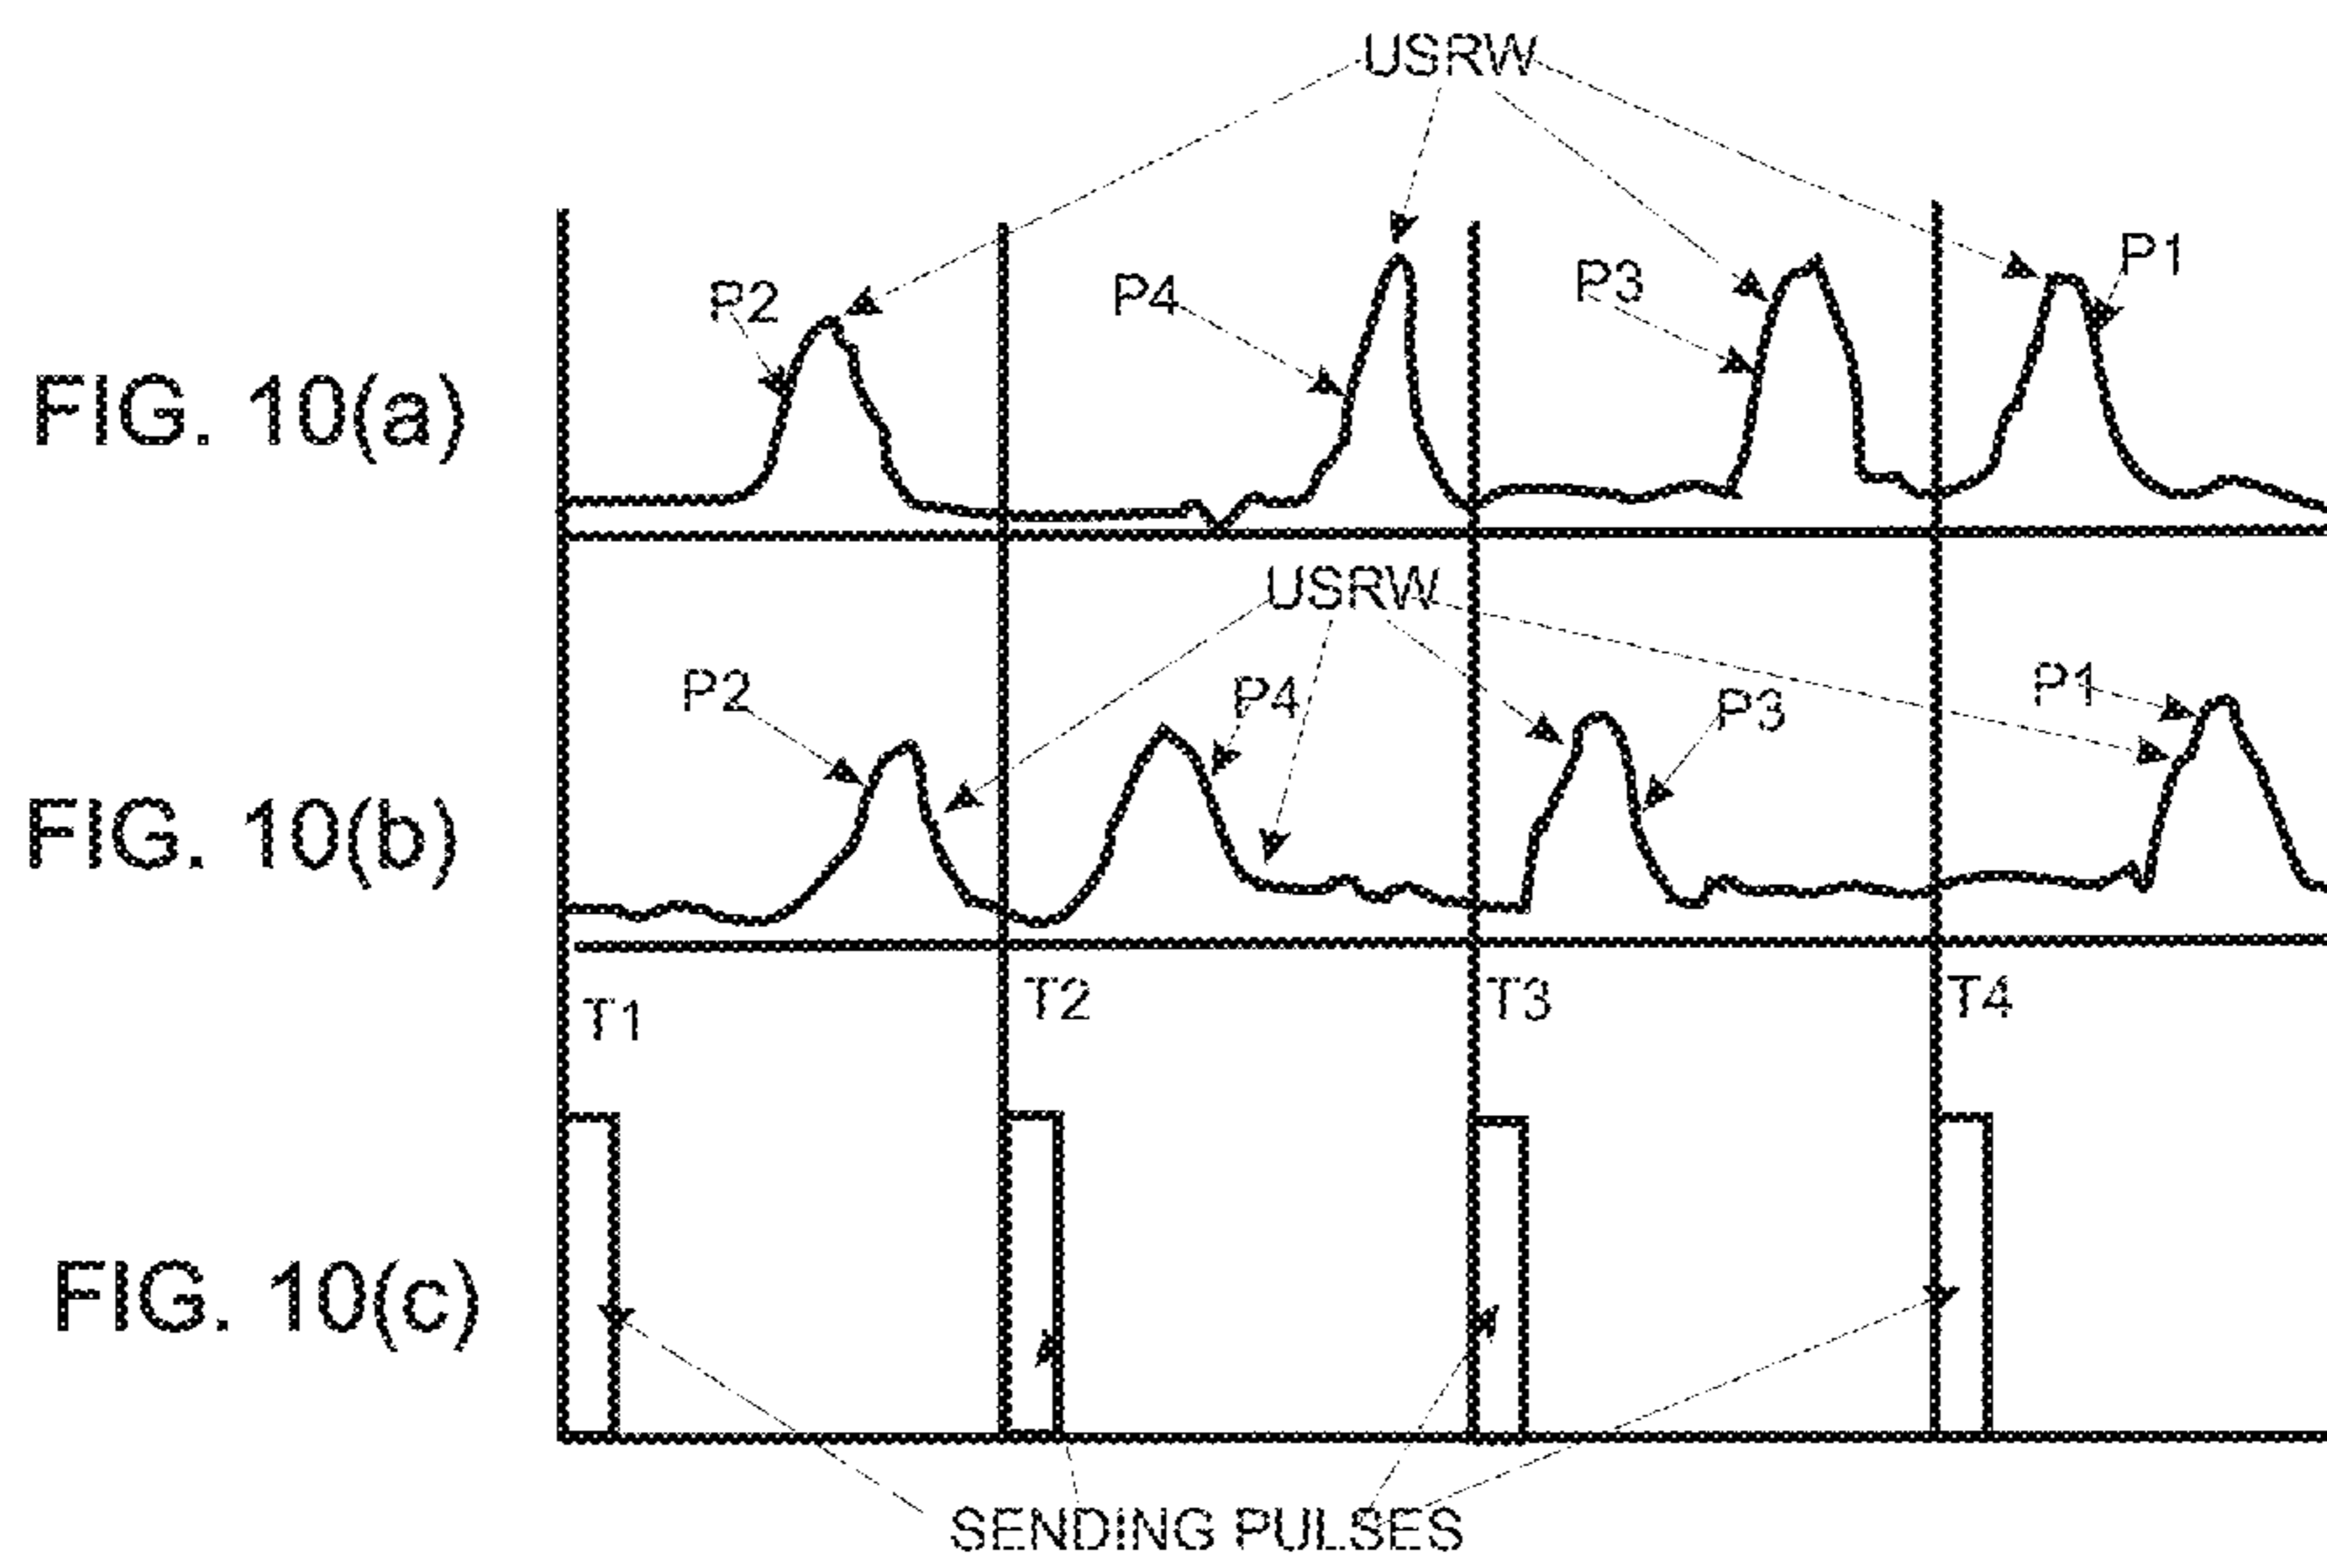 USRW
P2
P4
P3
P1
FIG. 10(a)
USRW
P2
P4
P3
P1
FIG. 10(b)
T1
T2
T3
T4
FIG. 10(c)
SENDING PULSES